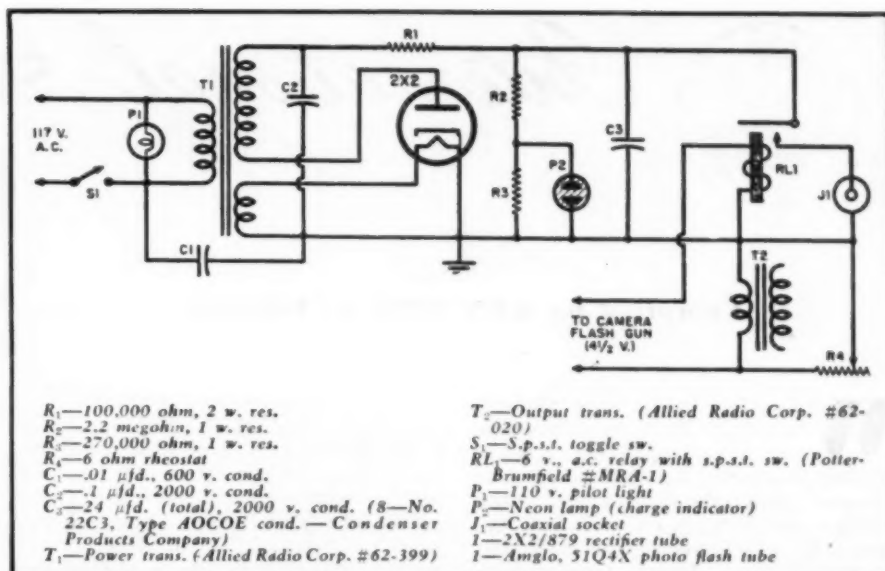 R1
2X2
C2
T1
R2
P1
C3
117 V.
A.C.
P2
RL1
R3
J1
S1
C1
T2
TO CAMERA
FLASH GUN
(4½ V.)
R4
R₁—100,000 ohm, 2 w. res.
R₂—2.2 megohm, 1 w. res.
R₃—270,000 ohm, 1 w. res.
R₄—6 ohm rheostat
C₁—.01 µfd., 600 v. cond.
C₂—.1 µfd., 2000 v. cond.
C₃—24 µfd. (total), 2000 v. cond. (8—No.
22C3, Type AOCOE cond.—Condenser
Products Company)
T₁—Power trans. (Allied Radio Corp. #62-399)
T₂—Output trans. (Allied Radio Corp. #62-
020)
S₁—S.p.s.t. toggle sw.
RL₁—6 v., a.c. relay with s.p.s.t. sw. (Potter-
Brumfield #MRA-1)
P₁—110 v. pilot light
P₂—Neon lamp (charge indicator)
J₁—Coaxial socket
1—2X2/879 rectifier tube
1—Amglo, 51Q4X photo flash tube